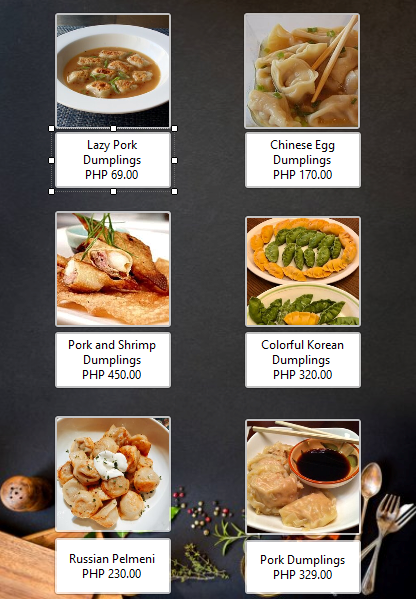 Lazy Pork
Dumplings
PHP 69.00
Chinese Egg
Dumplings
PHP 170.00
Pork and Shrimp
Dumplings
PHP 450.00
Colorful Korean
Dumplings
PHP 320.00
Russian Pelmeni
PHP 230.00
Pork Dumplings
PHP 329.00